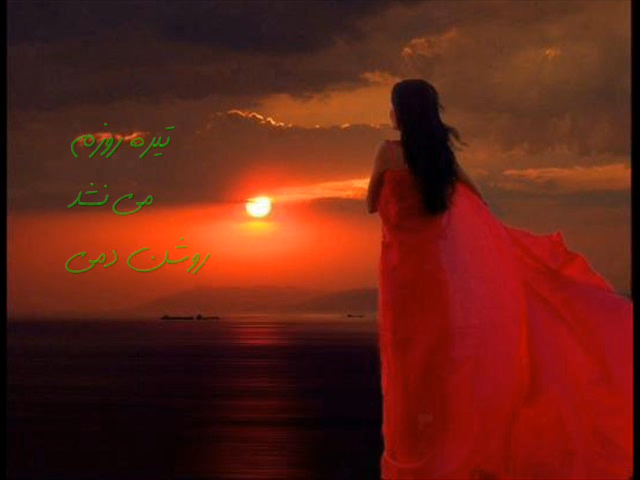 تیره روزم
می نشد
روشن دمی